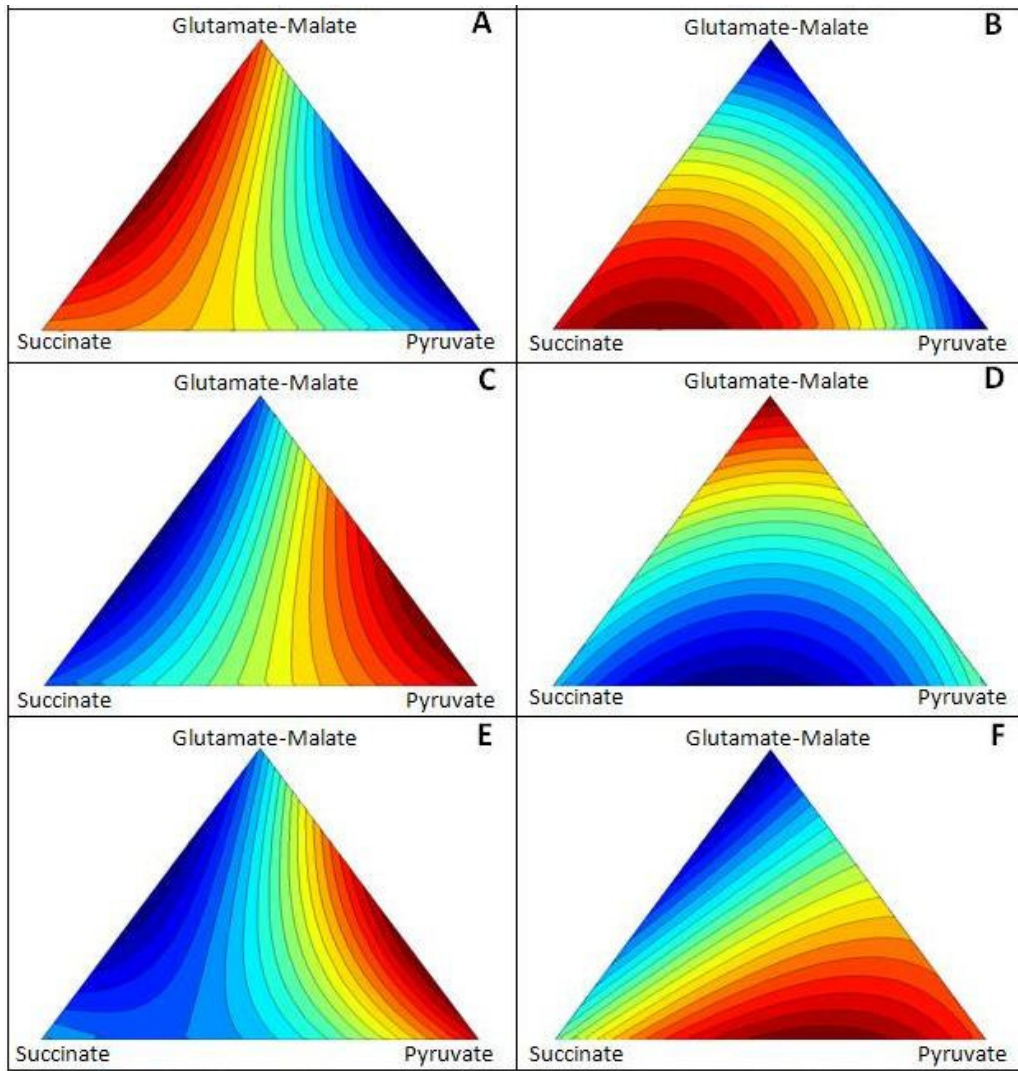 Glutamate-Malate A
Succinate Pyruvate
Glutamate-Malate B
Succinate Pyruvate
Glutamate-Malate C
Succinate Pyruvate
Glutamate-Malate D
Succinate Pyruvate
Glutamate-Malate E
Succinate Pyruvate
Glutamate-Malate F
Succinate Pyruvate